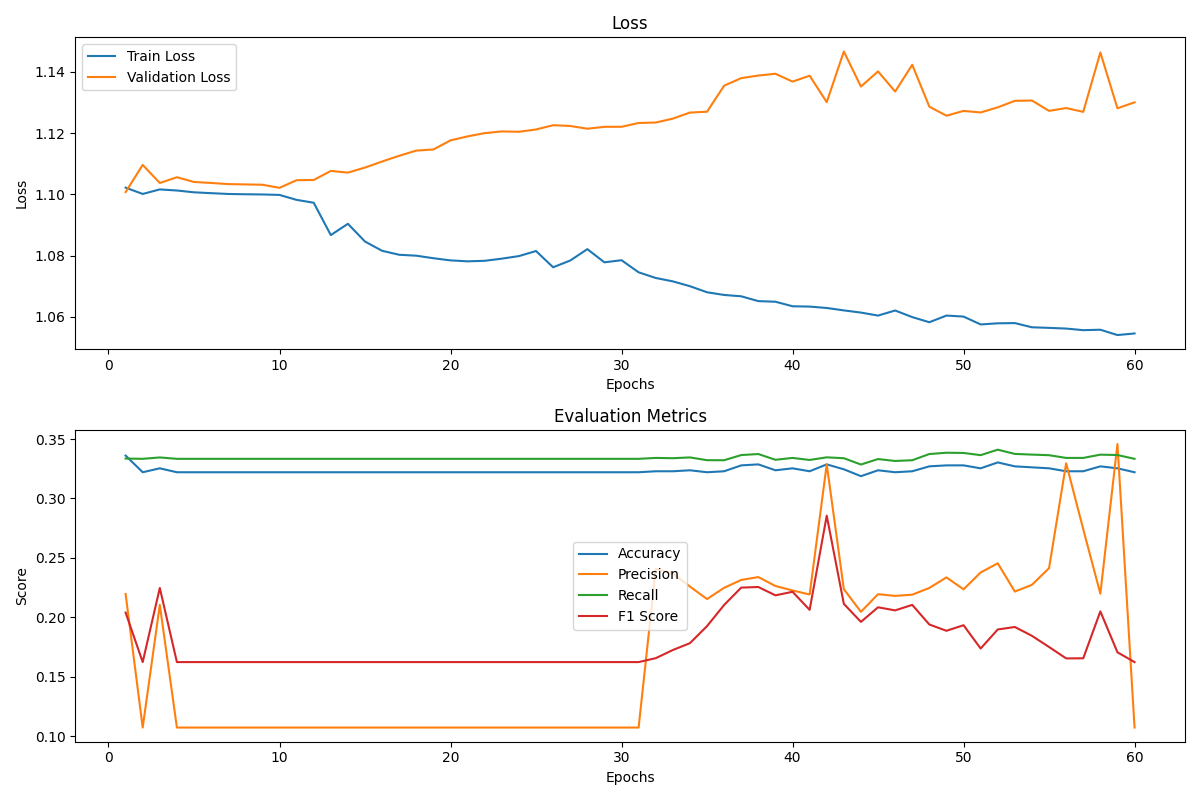 Loss
Train Loss
Validation Loss
1.14
1.12
1.10
1.08
1.06
Loss
0 10 20 30 40 50 60
Epochs
Evaluation Metrics
0.35
0.30
0.25
0.20
0.15
0.10
Score
Accuracy
Precision
Recall
F1 Score
0 10 20 30 40 50 60
Epochs